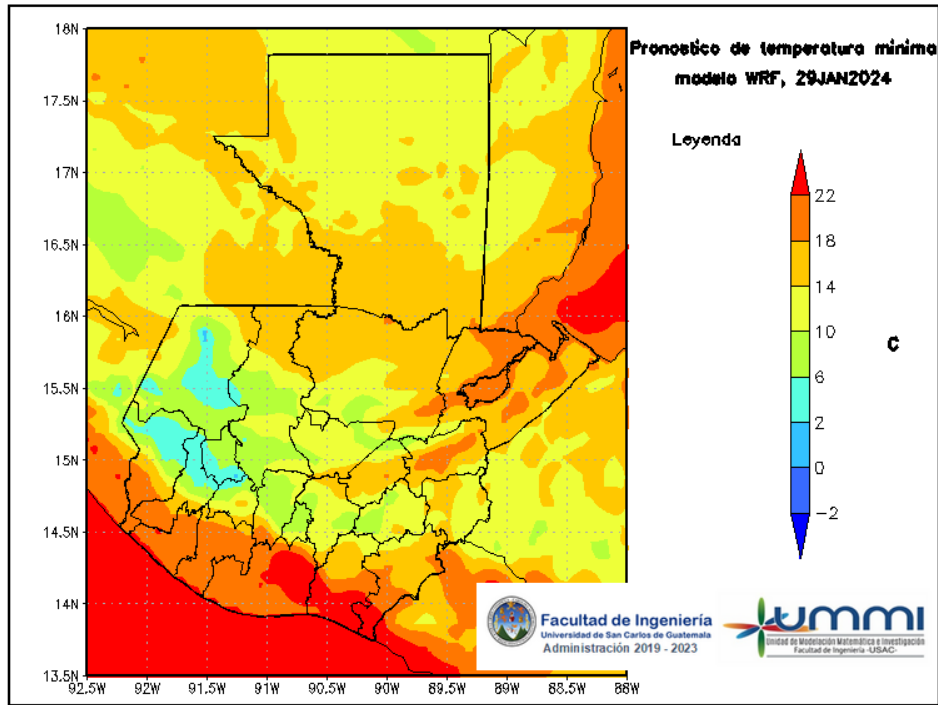 Pronostico de temperatura minima
modelo WRF, 29JAN2024
Leyenda
22
18
14
10
6
2
0
−2
C
18N
17.5N
17N
16.5N
16N
15.5N
15N
14.5N
14N
13.5N
92.5W
92W
91.5W
91W
90.5W
90W
89.5W
89W
88.5W
88W
Facultad de Ingeniería
Universidad de San Carlos de Guatemala
Administración 2019 - 2023
ummi
Unidad de Modelación Matemática e Investigación
Facultad de Ingeniería -USAC-